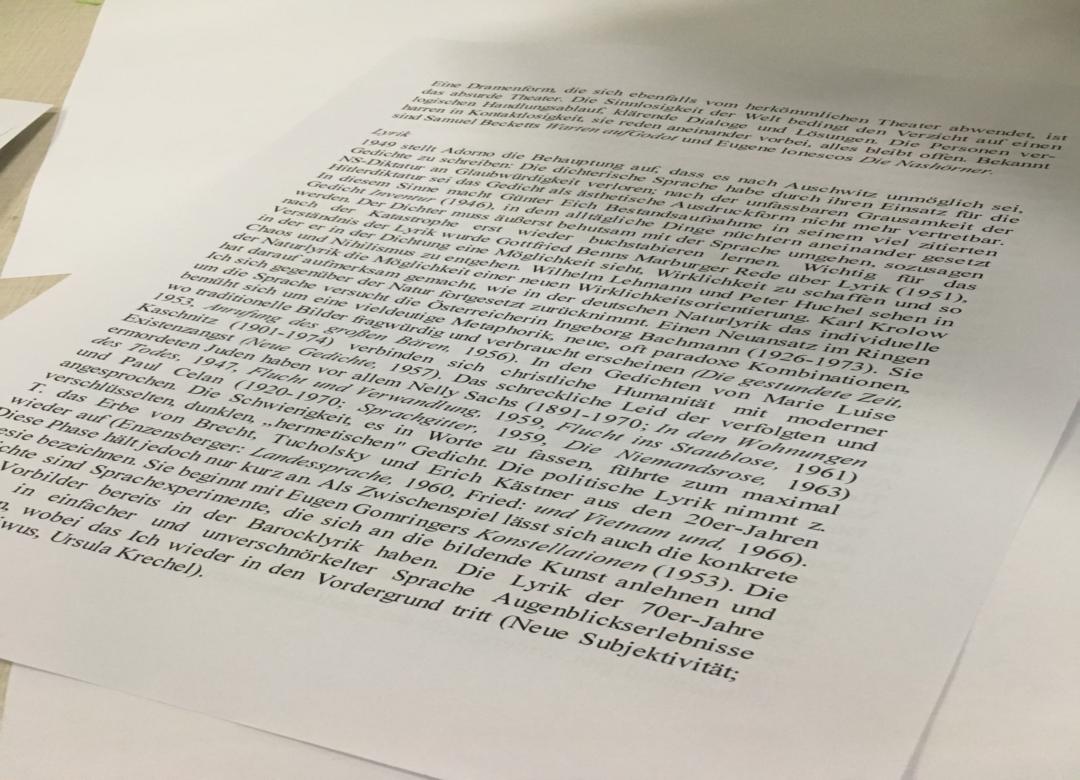 Eine Dramenform, die sich ebenfalls vom herkömmlichen Theater abwendet, ist
das absurde Theater. Die Sinnlosigkeit der Welt bedingt den Verzicht auf einen
logischen Handlungsablauf, klärende Dialoge und Lösungen. Die Personen ver-
harren in Kontaktlosigkeit, sie reden aneinander vorbei, alles bleibt offen. Bekannt
sind Samuel Becketts Warten auf Godot und Eugene Ionescos Die Nashörner.
Lyrik
1949 stellt Adorno die Behauptung auf, dass es nach Auschwitz unmöglich sei,
Gedichte zu schreiben: Die dichterische Sprache habe durch ihren Einsatz für die
NS-Diktatur an Glaubwürdigkeit verloren; nach der unfassbaren Grausamkeit der
Hitlerdiktatur sei das Gedicht als ästhetische Ausdruckform nicht mehr vertretbar.
In diesem Sinne macht Günter Eich Bestandsaufnahme in seinem viel zitierten
Gedicht Inventur (1946), in dem alltägliche Dinge nüchtern aneinander gesetzt
werden. Der Dichter muss äußerst behutsam mit der Sprache umgehen, sozusagen
nach der Katastrophe erst wieder buchstabieren lernen. Wichtig für das
Verständnis der Lyrik wurde Gottfried Benns Marburger Rede über Lyrik (1951),
in der er in der Dichtung eine Möglichkeit sieht, Wirklichkeit zu schaffen und so
Chaos und Nihilismus zu entgehen. Wilhelm Lehmann und Peter Huchel sehen in
der Naturlyrik die Möglichkeit einer neuen Wirklichkeitsorientierung. Karl Krolow
hat darauf aufmerksam gemacht, wie in der deutschen Naturlyrik das individuelle
Ich sich gegenüber der Natur fortgesetzt zurücknimmt. Einen Neuansatz im Ringen
um die Sprache versucht die Österreicherin Ingeborg Bachmann (1926-1973). Sie
bemüht sich um eine vieldeutige Metaphorik, neue, oft paradoxe Kombinationen,
wo traditionelle Bilder fragwürdig und verbraucht erscheinen (Die gestundete Zeit,
1953, Anrufung des großen Bären, 1956). In den Gedichten von Marie Luise
Kaschnitz (1901-1974) verbinden sich christliche Humanität mit moderner
Existenzangst (Neue Gedichte, 1957). Das schreckliche Leid der verfolgten und
ermordeten Juden haben vor allem Nelly Sachs (1891-1970; In den Wohnungen
des Todes, 1947, Flucht und Verwandlung, 1959, Flucht ins Staublose, 1961)
und Paul Celan (1920-1970; Sprachgitter, 1959, Die Niemandsrose, 1963)
angesprochen. Die Schwierigkeit, es in Worte zu fassen, führte zum maximal
verschlüsselten, dunklen, „hermetischen" Gedicht. Die politische Lyrik nimmt z.
T. das Erbe von Brecht, Tucholsky und Erich Kästner aus den 20er-Jahren
wieder auf (Enzensberger: Landessprache, 1960, Fried: und Vietnam und, 1966).
Diese Phase hält jedoch nur kurz an. Als Zwischenspiel lässt sich auch die konkrete
esie bezeichnen. Sie beginnt mit Eugen Gomringers Konstellationen (1953). Die
chte sind Sprachexperimente, die sich an die bildende Kunst anlehnen und
Vorbilder bereits in der Barocklyrik haben. Die Lyrik der 70er-Jahre
in einfacher und unverschnörkelter Sprache Augenblickserlebnisse
n, wobei das Ich wieder in den Vordergrund tritt (Neue Subjektivität;
iwus, Ursula Krechel).